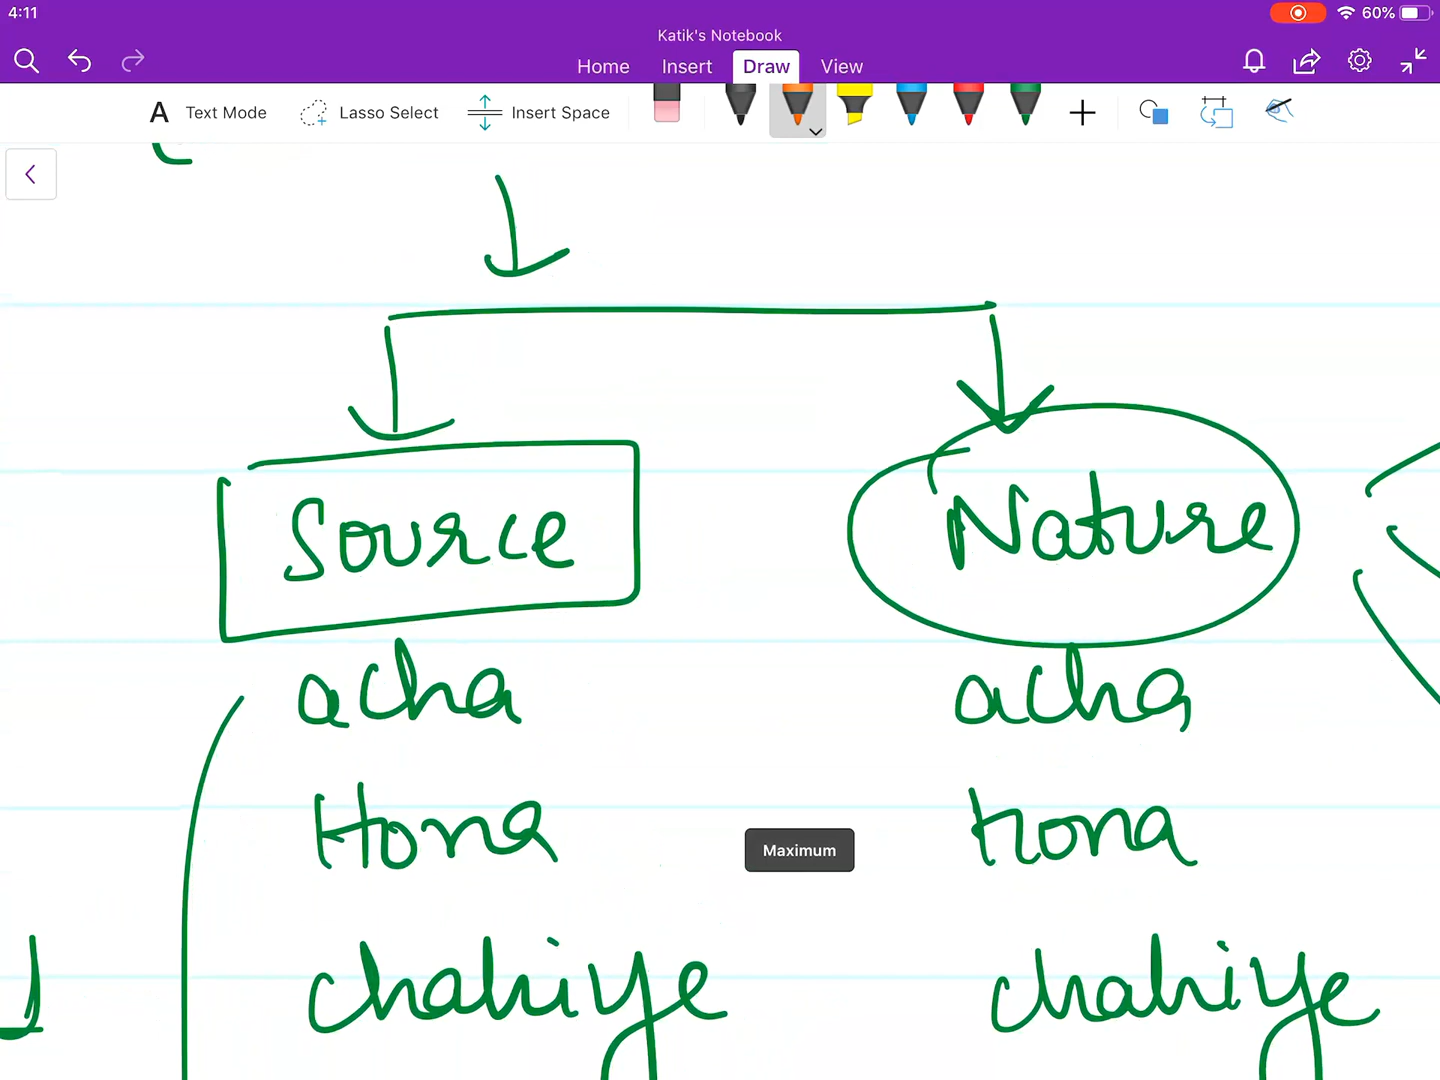 4:11
60%
Katik's Notebook
Home Insert Draw View
Text Mode Lasso Select Insert Space
Source Nature
acha acha
Hona hona
Maximum
chahiye chahiye